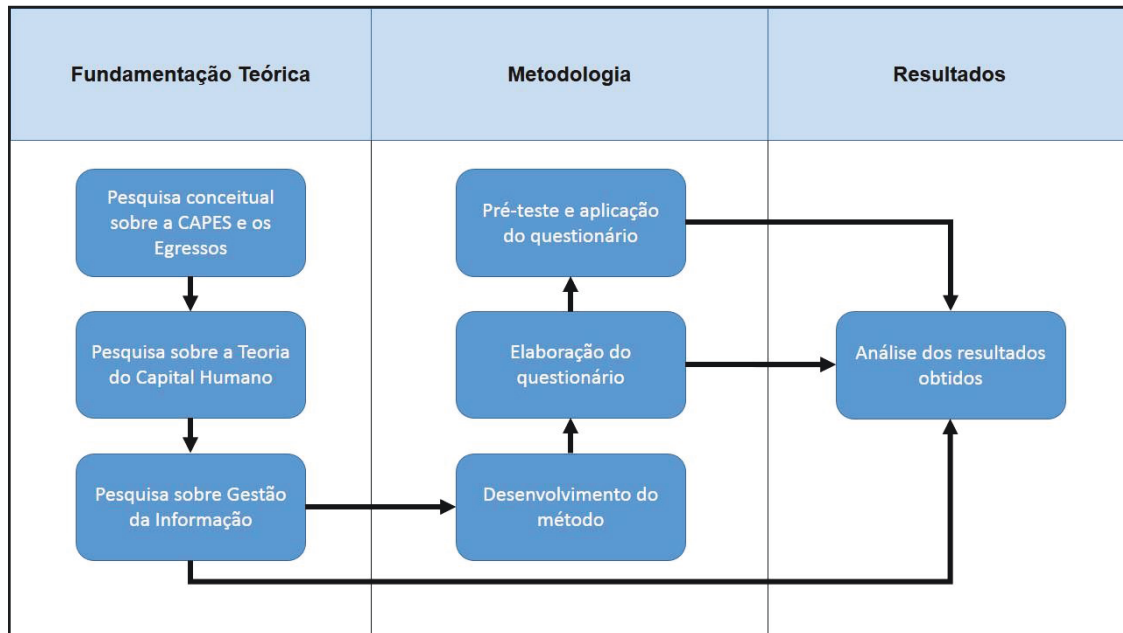 Fundamentação Teórica
Metodologia
Resultados
Pesquisa conceitual
sobre a CAPES e os
Egressos
Pesquisa sobre a Teoria
do Capital Humano
Pesquisa sobre Gestão
da Informação
Pré-teste e aplicação
do questionário
Elaboração do
questionário
Desenvolvimento do
método
Análise dos resultados
obtidos